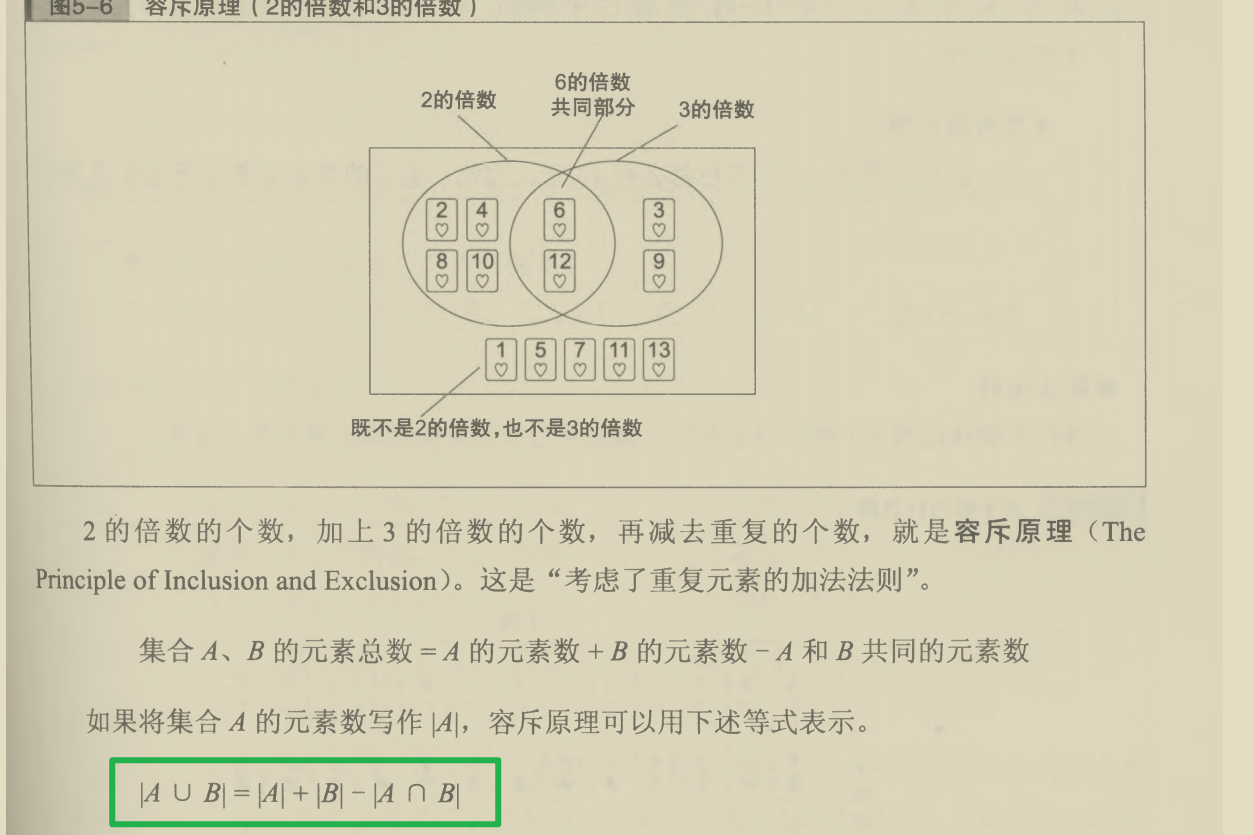 图5-6 容斥原理（2的倍数和3的倍数）
2的倍数
6的倍数
共同部分
3的倍数
2 4 6 3
8 10 12 9
1 5 7 11 13
既不是2的倍数,也不是3的倍数
2 的倍数的个数，加上 3 的倍数的个数，再减去重复的个数，就是容斥原理（The
Principle of Inclusion and Exclusion）。这是“考虑了重复元素的加法法则”。
集合 A、B 的元素总数 = A 的元素数 + B 的元素数 − A 和 B 共同的元素数
如果将集合 A 的元素数写作 |A|，容斥原理可以用下述等式表示。
|A ∪ B| = |A| + |B| − |A ∩ B|